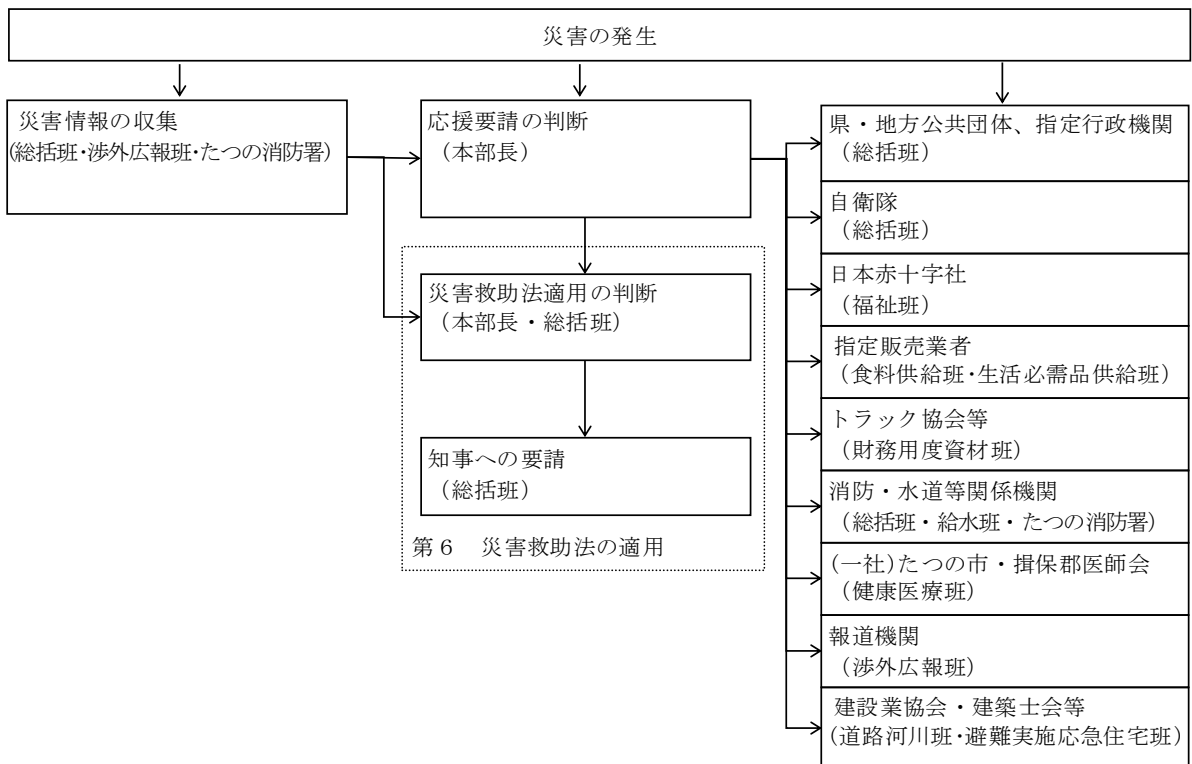 災害の発生
災害情報の収集
(総括班・渉外広報班・たつの消防署)
応援要請の判断
（本部長）
災害救助法適用の判断
（本部長・総括班）
知事への要請
（総括班）
第６　災害救助法の適用
県・地方公共団体、指定行政機関
（総括班）
自衛隊
（総括班）
日本赤十字社
（福祉班）
指定販売業者
（食料供給班・生活必需品供給班）
トラック協会等
（財務用度資材班）
消防・水道等関係機関
（総括班・給水班・たつの消防署）
(一社)たつの市・揖保郡医師会
（健康医療班）
報道機関
（渉外広報班）
建設業協会・建築士会等
（道路河川班・避難実施応急住宅班）